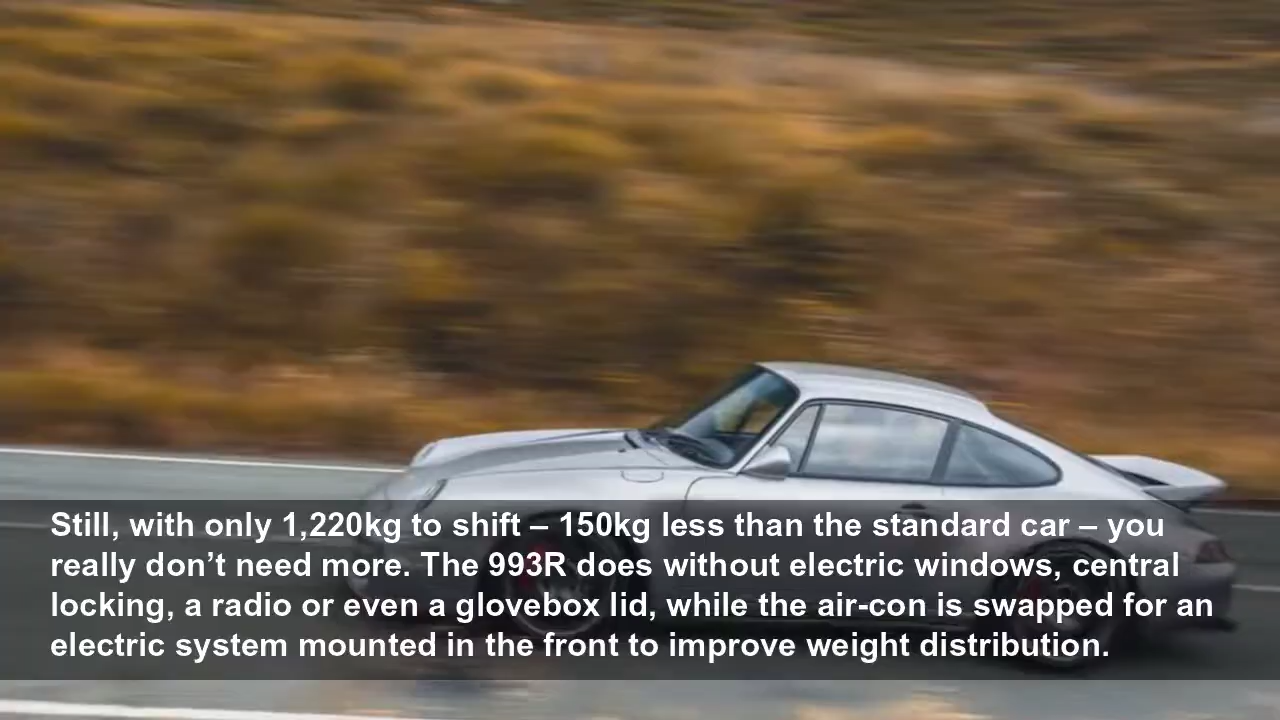 Still, with only 1,220kg to shift – 150kg less than the standard car – you
really don’t need more. The 993R does without electric windows, central
locking, a radio or even a glovebox lid, while the air-con is swapped for an
electric system mounted in the front to improve weight distribution.